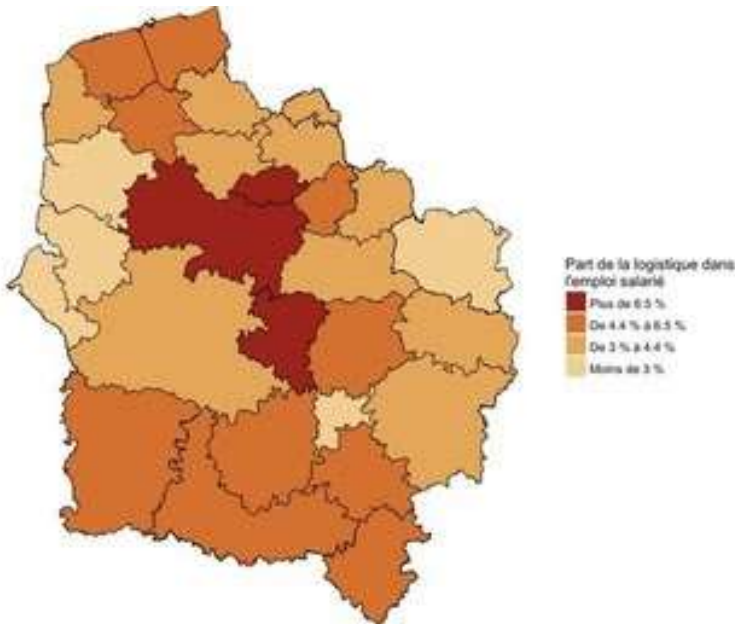 Part de la logistique dans
l'emploi salarié
Plus de 6.5 %
De 4.4 % à 6.5 %
De 3 % à 4.4 %
Moins de 3 %